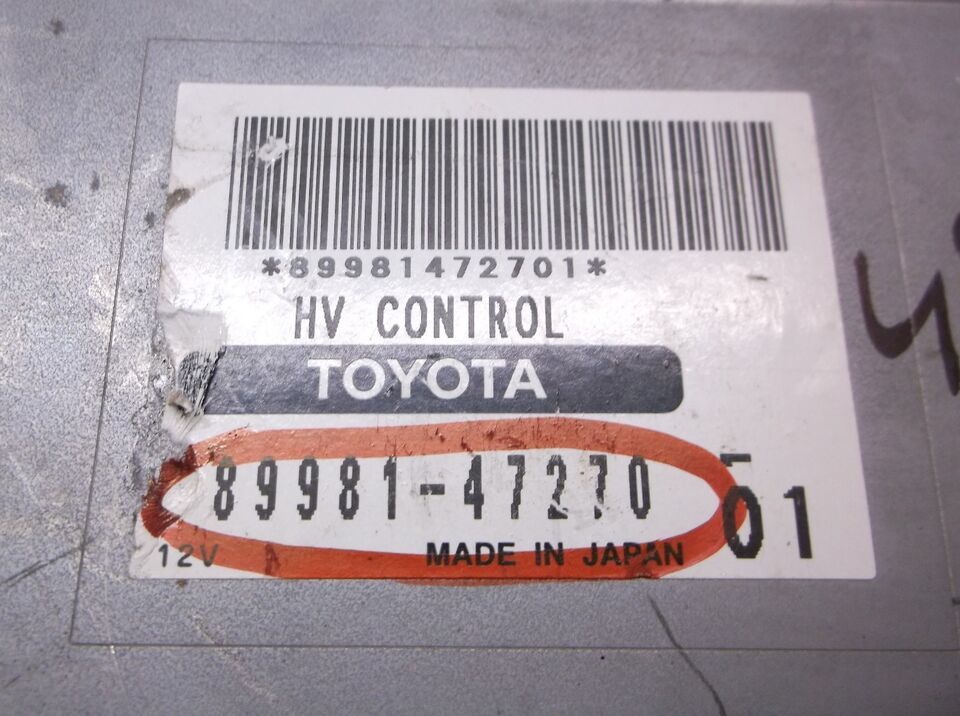 *89981472701*
HV CONTROL
TOYOTA
89981-47270-01
12V MADE IN JAPAN